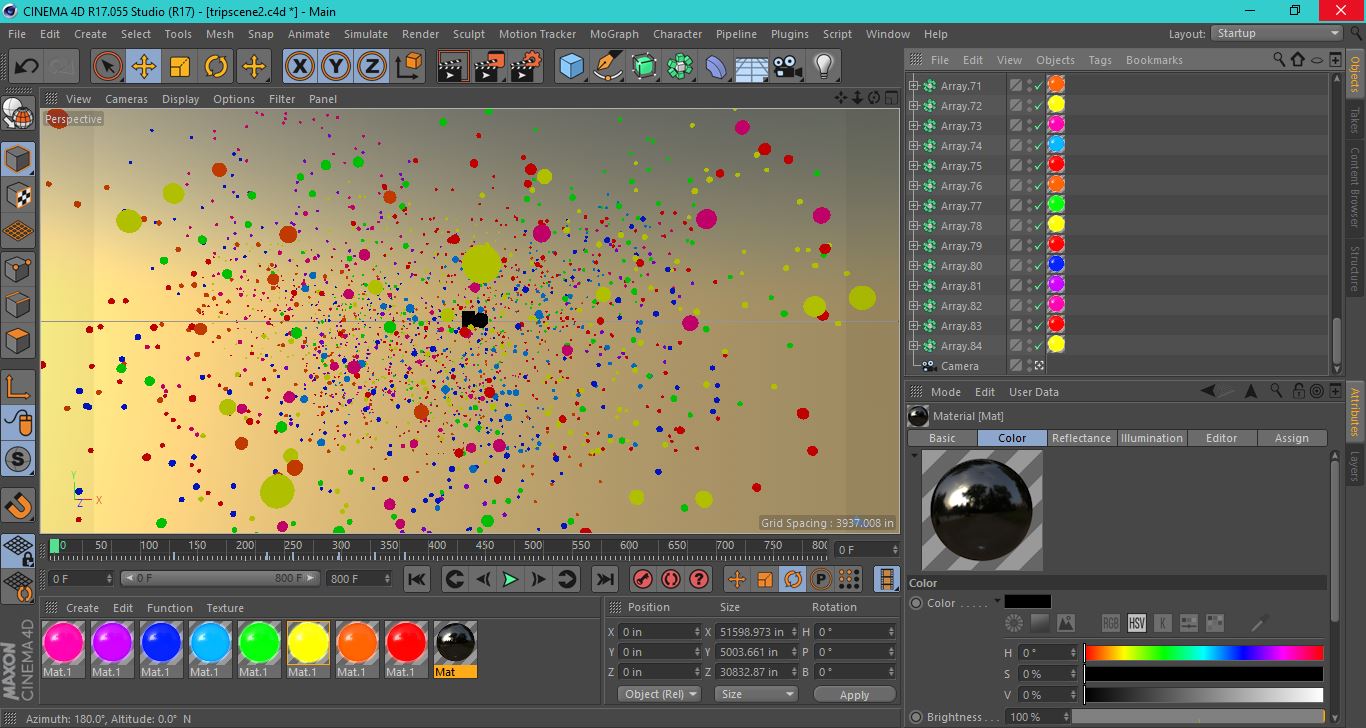 CINEMA 4D R17.055 Studio (R17) - [tripscene2.c4d *] - Main
File Edit Create Select Tools Mesh Snap Animate Simulate Render Sculpt Motion Tracker MoGraph Character Pipeline Plugins Script Window Help Layout: Startup
X Y Z
View Cameras Display Options Filter Panel
File Edit View Objects Tags Bookmarks
Perspective
Array.71
Array.72
Array.73
Array.74
Array.75
Array.76
Array.77
Array.78
Array.79
Array.80
Array.81
Array.82
Array.83
Array.84
Camera
Objects
Takes
Content Browser
Structure
Mode Edit User Data
Material [Mat]
Basic Color Reflectance Illumination Editor Assign
Attributes
Layers
S
Y
Z X
Grid Spacing : 3937.008 in
0 50 100 150 200 250 300 350 400 450 500 550 600 650 700 750 800 0 F
0 F 0 F 800 F 800 F
P
Color
Color . . . . .
RGB HSV K
H 0 °
S 0 %
V 0 %
Brightness . . . 100 %
Create Edit Function Texture
Mat.1 Mat.1 Mat.1 Mat.1 Mat.1 Mat.1 Mat.1 Mat.1 Mat
Position Size Rotation
X 0 in X 51598.973 in H 0 °
Y 0 in Y 5003.661 in P 0 °
Z 0 in Z 30832.87 in B 0 °
Object (Rel) Size Apply
MAXON
CINEMA 4D
Azimuth: 180.0°, Altitude: 0.0° N